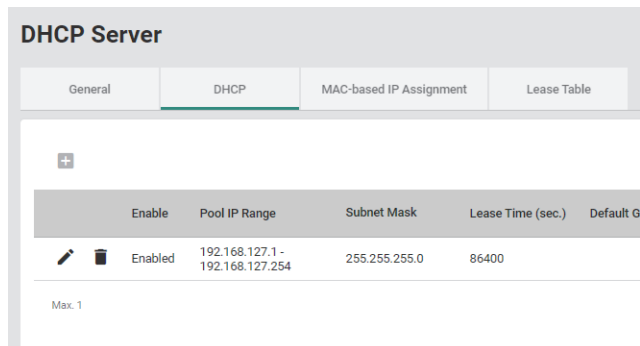 DHCP Server
General DHCP MAC-based IP Assignment Lease Table
Enable Pool IP Range Subnet Mask Lease Time (sec.) Default G
Enabled 192.168.127.1 - 192.168.127.254 255.255.255.0 86400
Max. 1